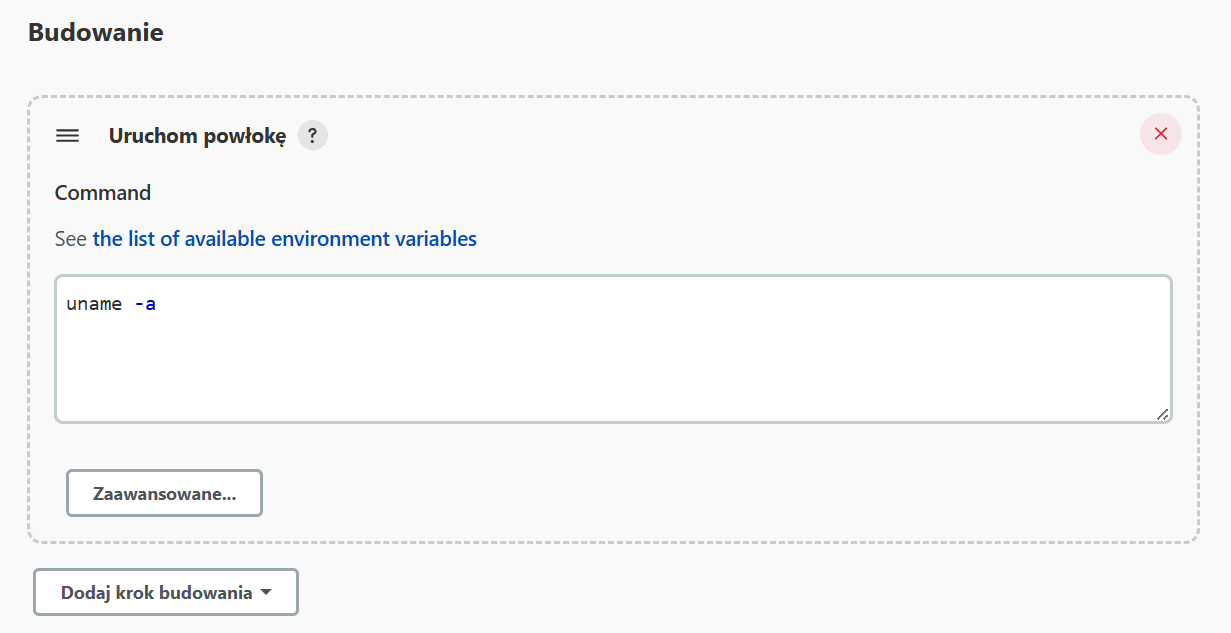 Budowanie
Uruchom powłokę ?
Command
See the list of available environment variables
uname -a
Zaawansowane...
Dodaj krok budowania